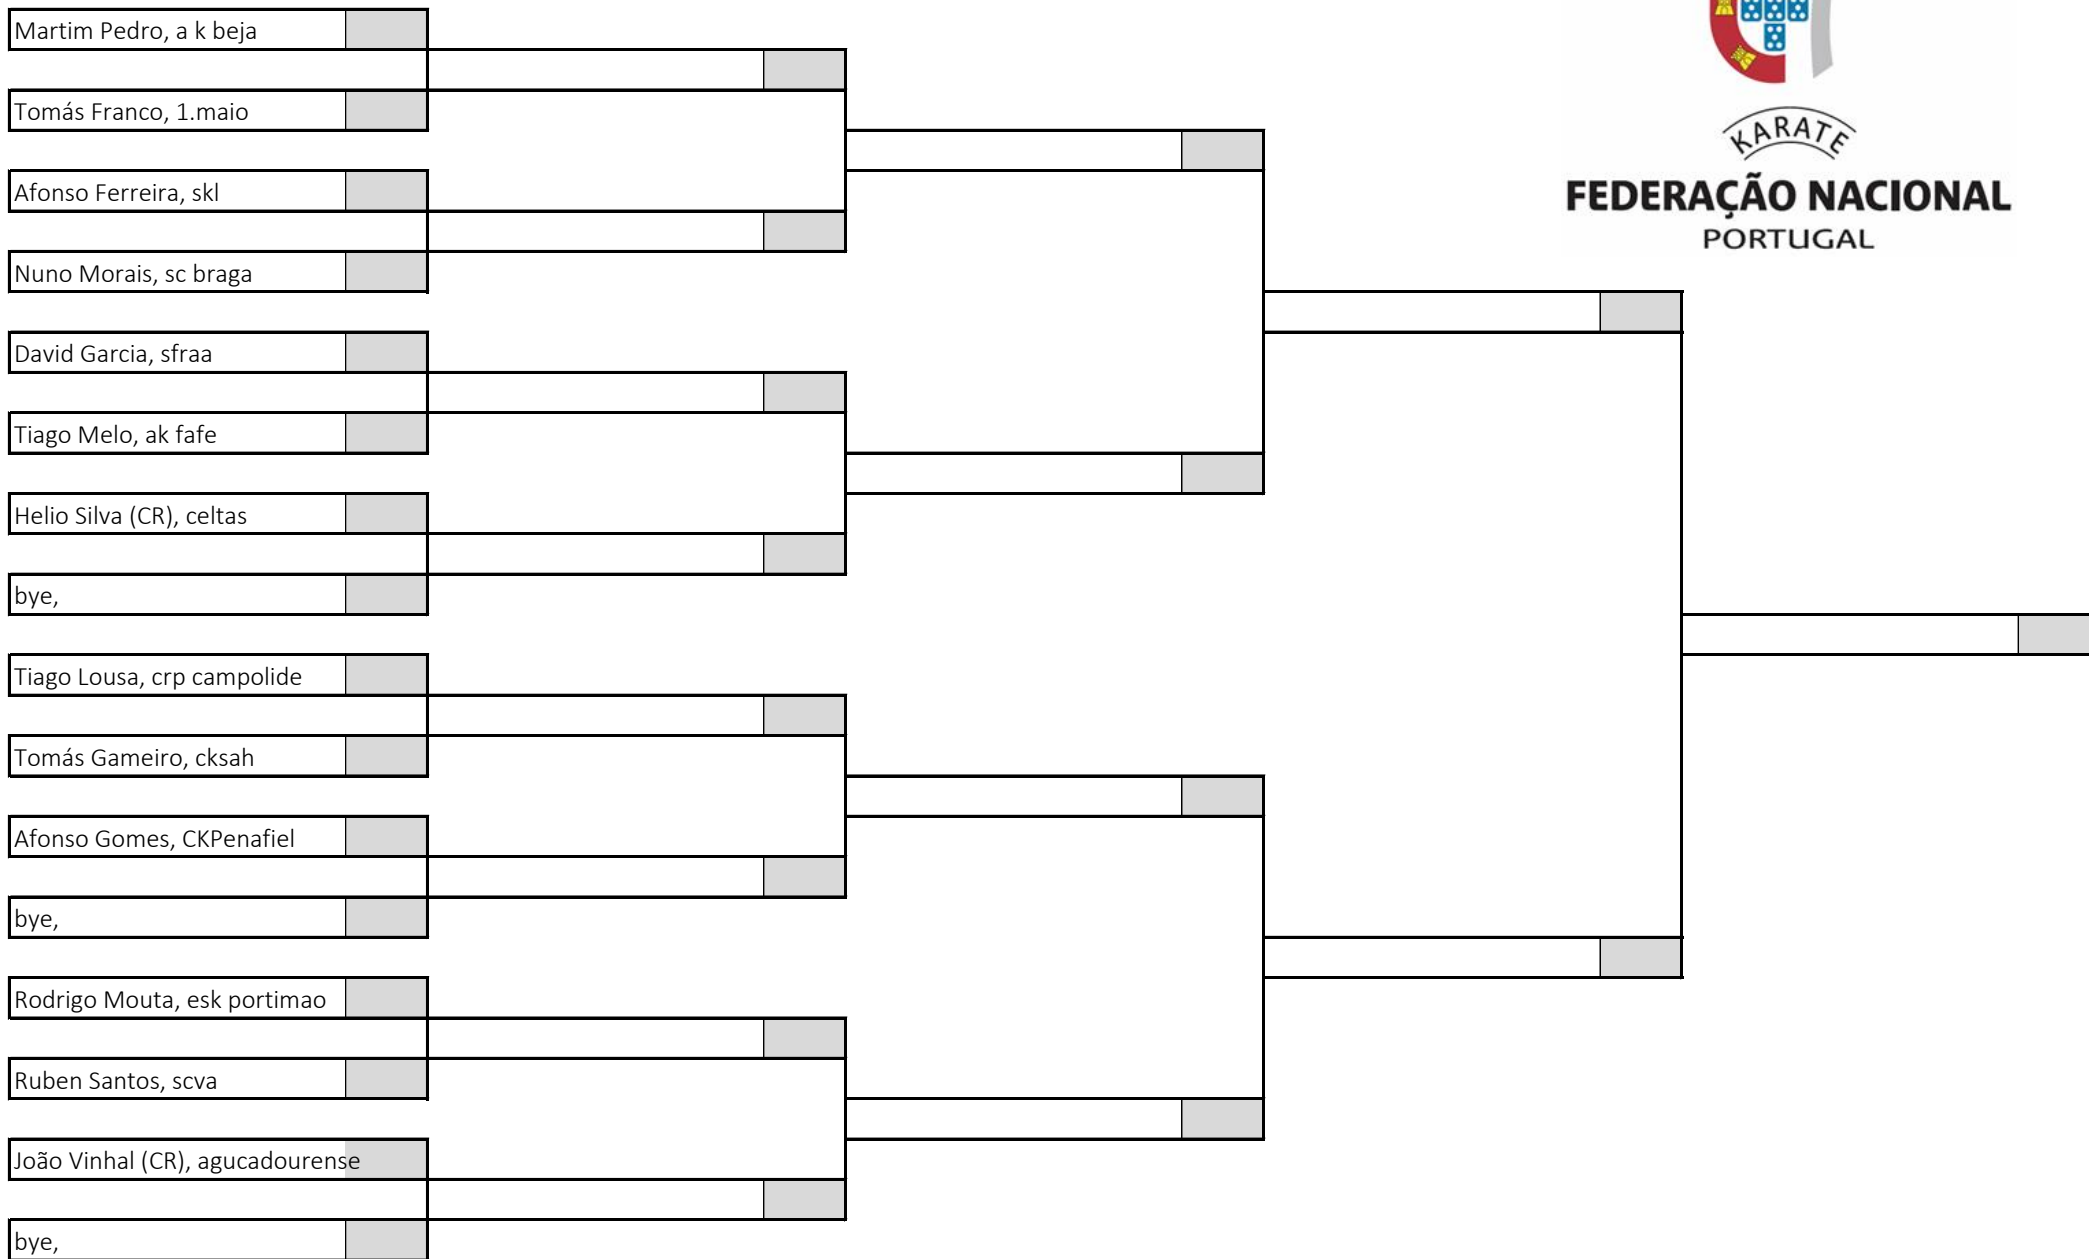 Martim Pedro, a k beja
Tomás Franco, 1.maio
Afonso Ferreira, skl
Nuno Morais, sc braga
David Garcia, sfraa
Tiago Melo, ak fafe
Helio Silva (CR), celtas
bye,
Tiago Lousa, crp campolide
Tomás Gameiro, cksah
Afonso Gomes, CKPenafiel
bye,
Rodrigo Mouta, esk portimao
Ruben Santos, scva
João Vinhal (CR), agucadourense
bye,
KARATE
FEDERAÇÃO NACIONAL
PORTUGAL